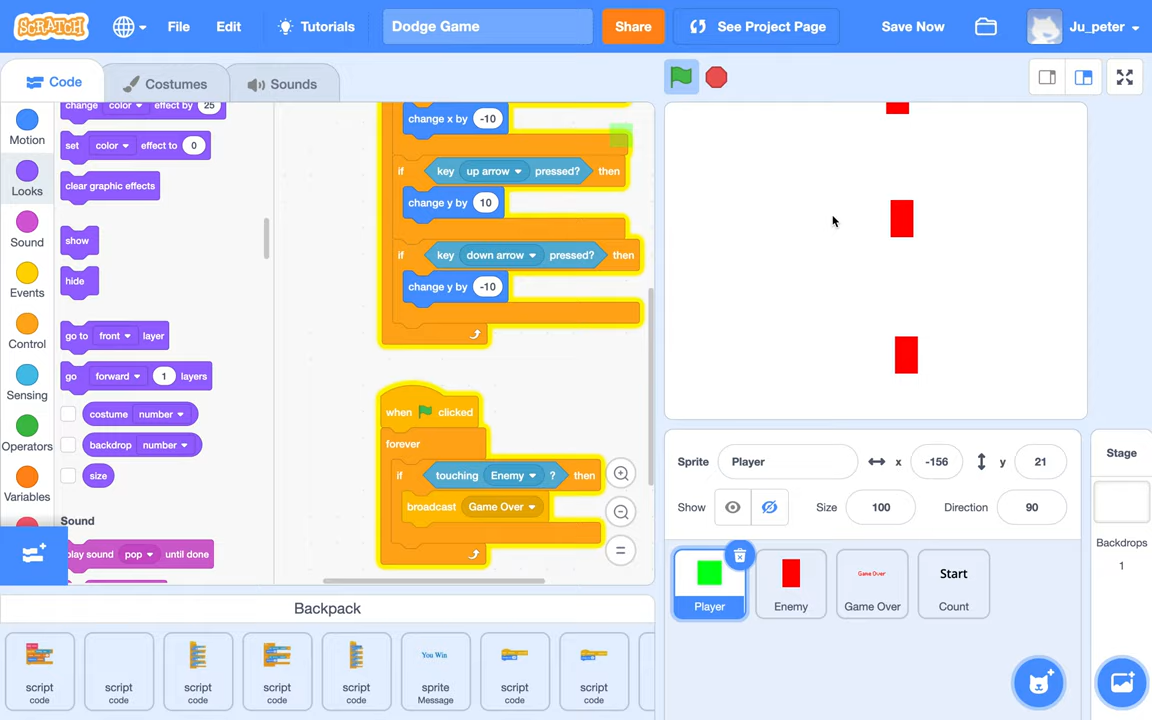 SCRATCH File Edit Tutorials Dodge Game Share See Project Page Save Now Ju_peter
Code Costumes Sounds
Motion
Looks
Sound
Events
Control
Sensing
Operators
Variables
change color effect by 25
set color effect to 0
clear graphic effects
show
hide
go to front layer
go forward 1 layers
costume number
backdrop number
size
Sound
play sound pop until done
change x by -10
if key up arrow pressed? then
change y by 10
if key down arrow pressed? then
change y by -10
when clicked
forever
if touching Enemy ? then
broadcast Game Over
Sprite Player x -156 y 21
Show Size 100 Direction 90
Player
Enemy
Game Over
Game Over
Start
Count
Stage
Backdrops
1
Backpack
script
code
script
code
script
code
script
code
script
code
You Win
sprite
Message
script
code
script
code